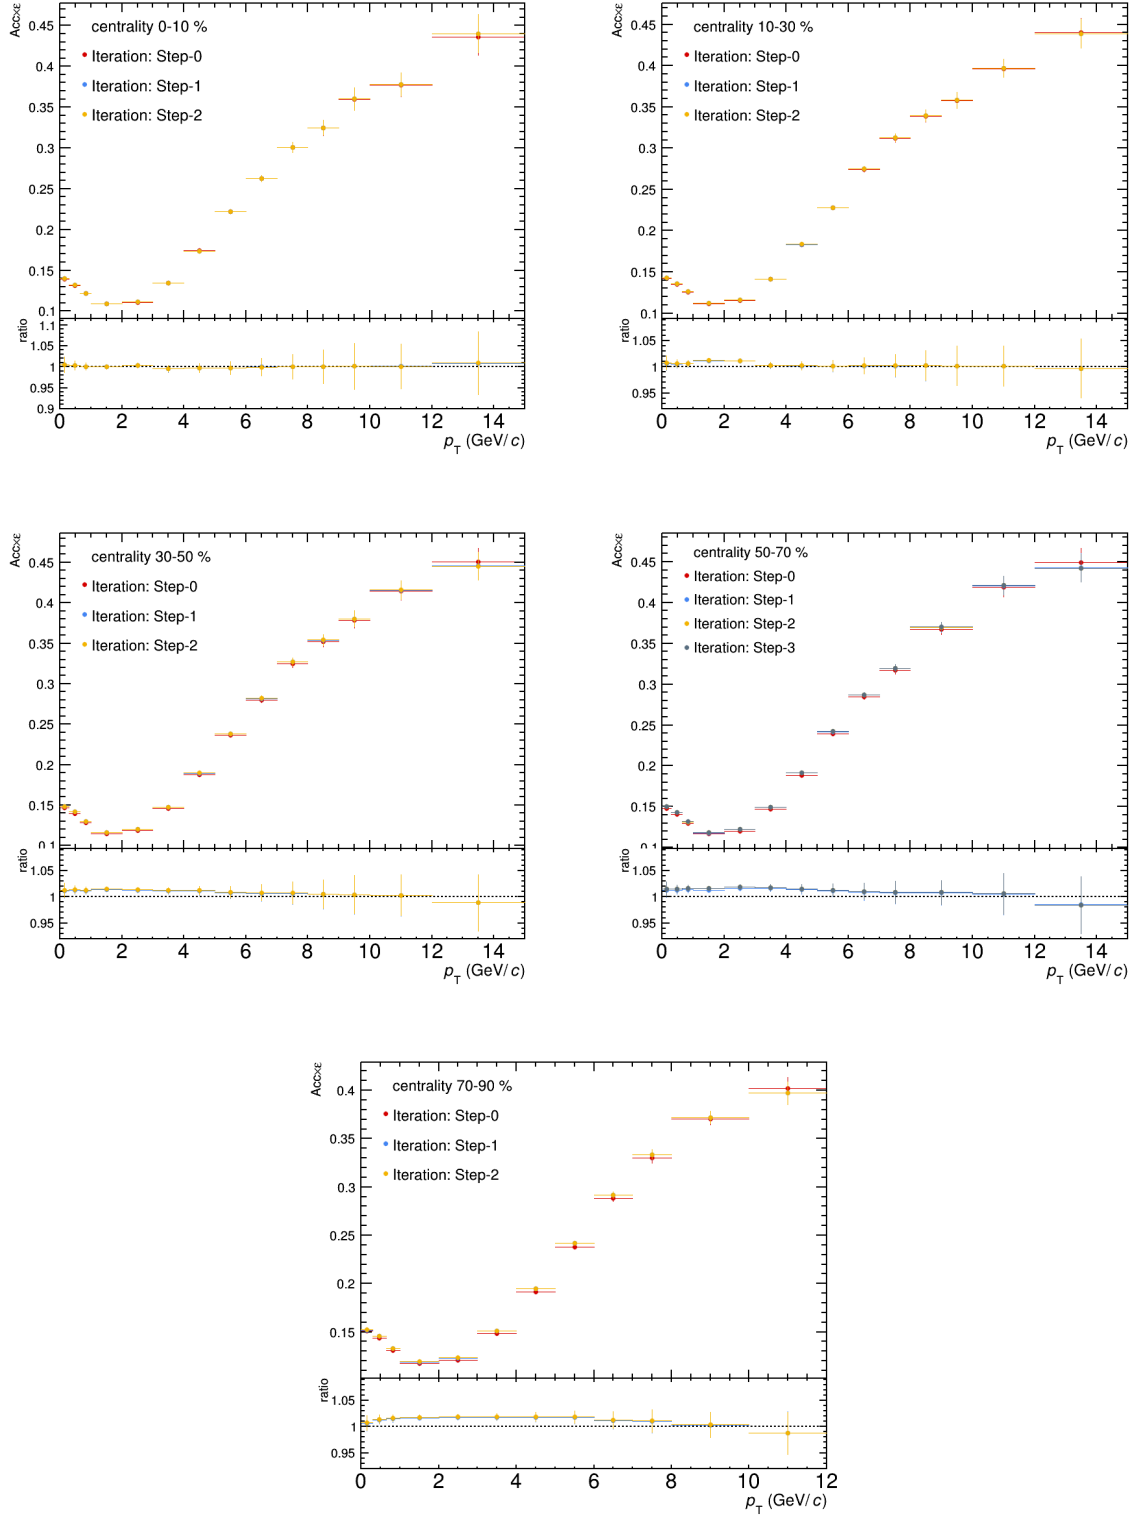 Acc×ε
centrality 0-10 %
Iteration: Step-0
Iteration: Step-1
Iteration: Step-2
0.45
0.4
0.35
0.3
0.25
0.2
0.15
0.1
ratio
1.1
1.05
1
0.95
0.9
0 2 4 6 8 10 12 14
p_T (GeV/c)
Acc×ε
centrality 10-30 %
Iteration: Step-0
Iteration: Step-1
Iteration: Step-2
0.45
0.4
0.35
0.3
0.25
0.2
0.15
0.1
ratio
1.05
1
0.95
0 2 4 6 8 10 12 14
p_T (GeV/c)
Acc×ε
centrality 30-50 %
Iteration: Step-0
Iteration: Step-1
Iteration: Step-2
0.45
0.4
0.35
0.3
0.25
0.2
0.15
0.1
ratio
1.05
1
0.95
0 2 4 6 8 10 12 14
p_T (GeV/c)
Acc×ε
centrality 50-70 %
Iteration: Step-0
Iteration: Step-1
Iteration: Step-2
Iteration: Step-3
0.45
0.4
0.35
0.3
0.25
0.2
0.15
0.1
ratio
1.05
1
0.95
0 2 4 6 8 10 12 14
p_T (GeV/c)
Acc×ε
centrality 70-90 %
Iteration: Step-0
Iteration: Step-1
Iteration: Step-2
0.4
0.35
0.3
0.25
0.2
0.15
ratio
1.05
1
0.95
0 2 4 6 8 10 12
p_T (GeV/c)